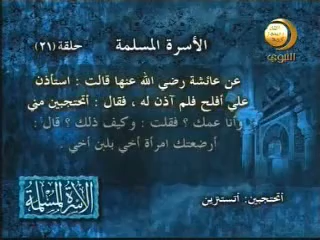 الأسرة المسلمة حلقة (٢١)
عن عائشة رضي الله عنها قالت : استأذن
علي أفلح فلم آذن له ، فقال : أتحتجبين مني
وأنا عمك ؟ فقلت : وكيف ذلك ؟ قال :
أرضعتك امرأة أخي بلبن أخي .
أتحتجبين: أتستترين
الأسرة المسلمة